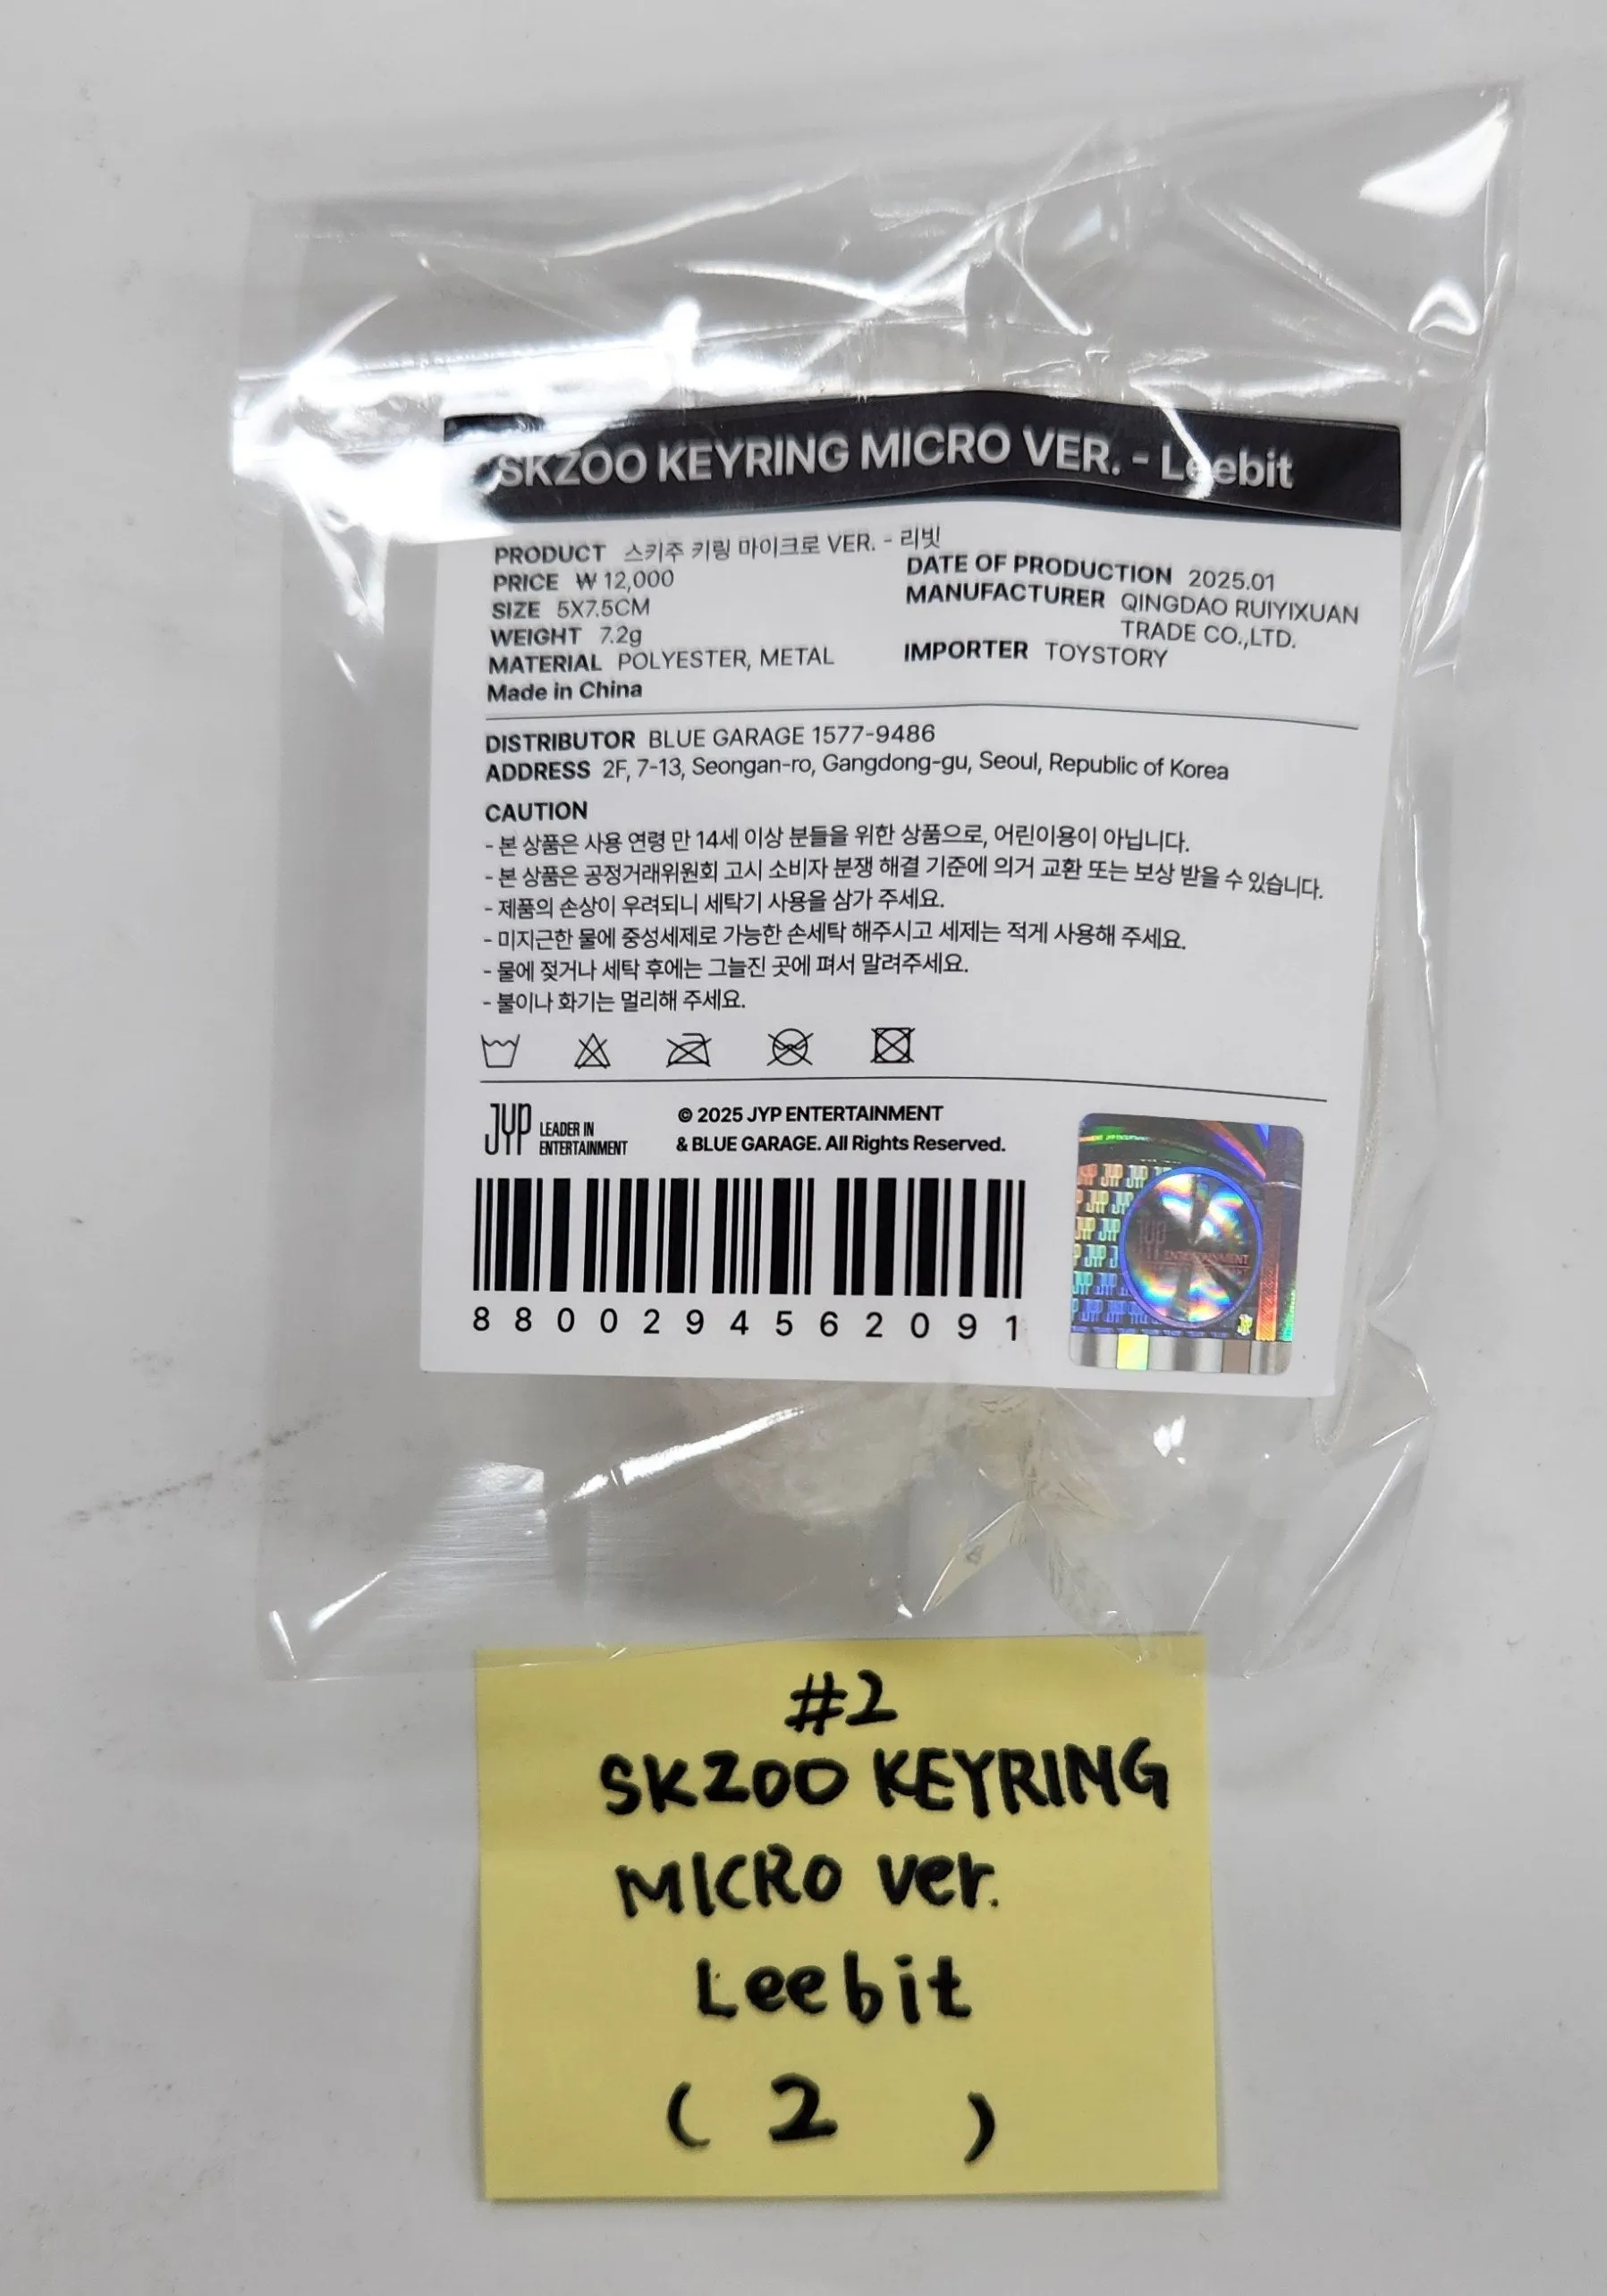 SKZOO KEYRING MICRO VER. - Leebit
PRODUCT 스키주 키링 마이크로 VER. - 리빗
PRICE ₩ 12,000
SIZE 5X7.5CM
WEIGHT 7.2g
MATERIAL POLYESTER, METAL
Made in China
DATE OF PRODUCTION 2025.01
MANUFACTURER QINGDAO RUIYIXUAN
TRADE CO.,LTD.
IMPORTER TOYSTORY
DISTRIBUTOR BLUE GARAGE 1577-9486
ADDRESS 2F, 7-13, Seongan-ro, Gangdong-gu, Seoul, Republic of Korea
CAUTION
- 본 상품은 사용 연령 만 14세 이상 분들을 위한 상품으로, 어린이용이 아닙니다.
- 본 상품은 공정거래위원회 고시 소비자 분쟁 해결 기준에 의거 교환 또는 보상 받을 수 있습니다.
- 제품의 손상이 우려되니 세탁기 사용을 삼가 주세요.
- 미지근한 물에 중성세제로 가능한 손세탁 해주시고 세제는 적게 사용해 주세요.
- 물에 젖거나 세탁 후에는 그늘진 곳에 펴서 말려주세요.
- 불이나 화기는 멀리해 주세요.
JYP LEADER IN
ENTERTAINMENT
© 2025 JYP ENTERTAINMENT
& BLUE GARAGE. All Rights Reserved.
8800294562091
JYP
ENTERTAINMENT
#2
SKZOO KEYRING
MICRO ver.
Leebit
( 2 )